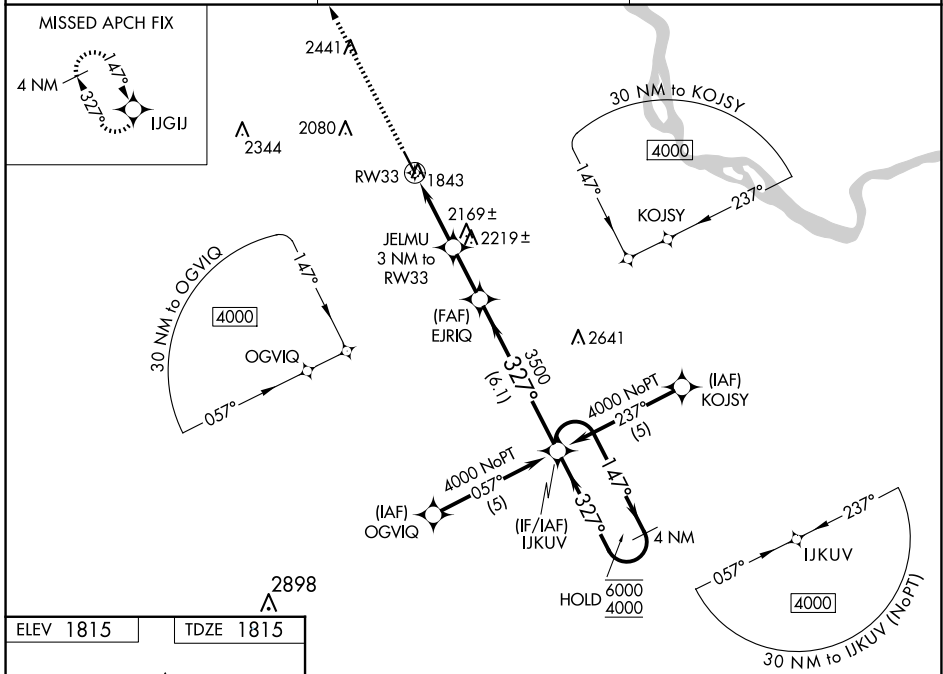 MISSED APCH FIX
4 NM
147°
327°
IJGIJ
2441
2344
2080
RW33
1843
2169±
2219±
JELMU
3 NM to
RW33
(FAF)
EJRIQ
2641
3500
327°
(6.1)
30 NM to KOJSY
4000
147°
237°
KOJSY
30 NM to OGVIQ
4000
147°
OGVIQ
057°
(IAF)
KOJSY
4000 NoPT
237°
(5)
4000 NoPT
057°
(5)
(IAF)
OGVIQ
(IF/IAF)
IJKUV
327°
147°
4 NM
HOLD
6000
4000
237°
057°
IJKUV
4000
30 NM to IJKUV (NoPT)
2898
ELEV 1815
TDZE 1815